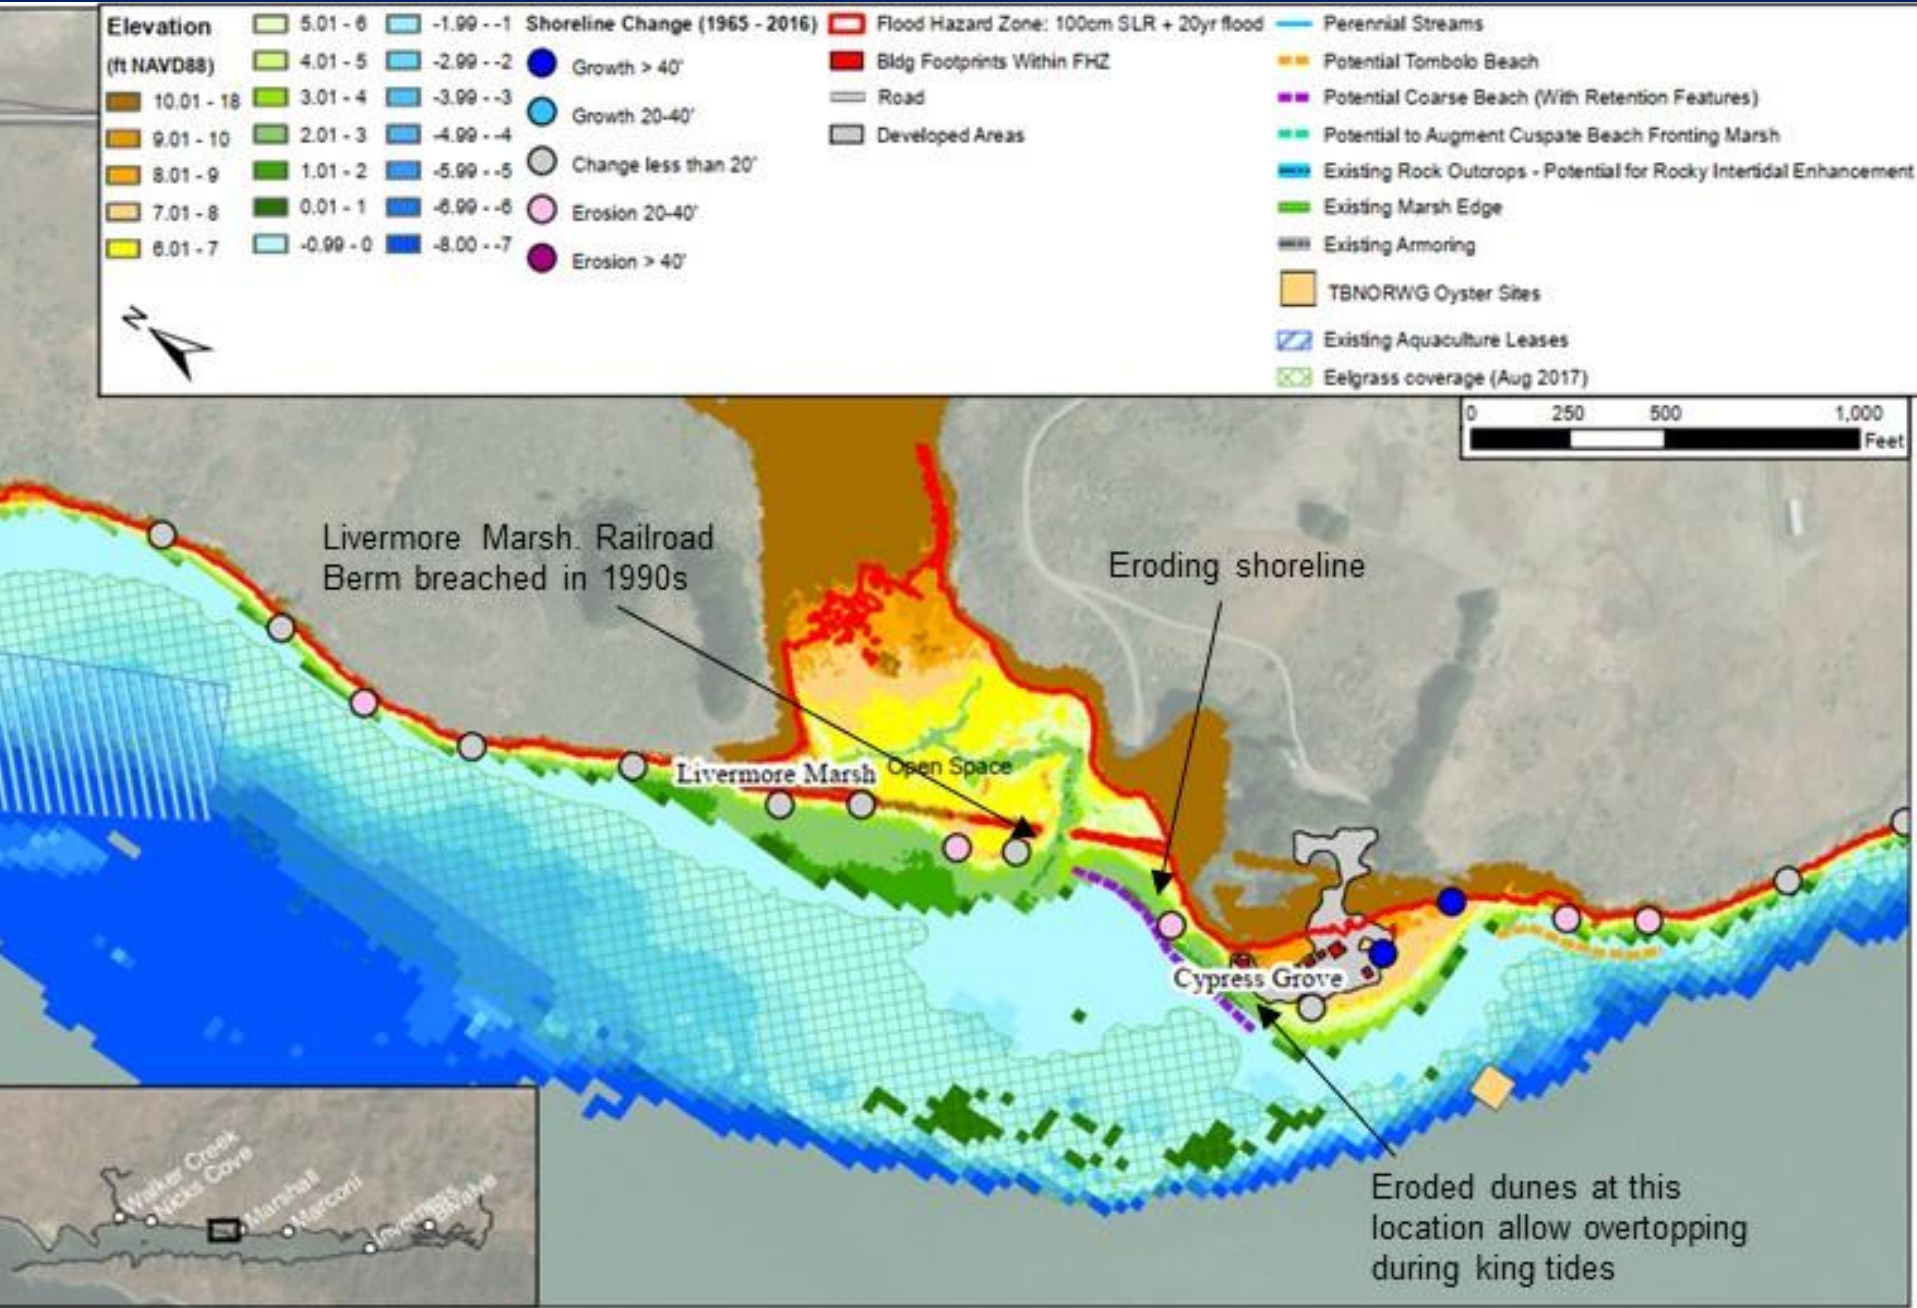 Elevation
(ft NAVD88)
10.01 - 18
9.01 - 10
8.01 - 9
7.01 - 8
6.01 - 7
5.01 - 6
4.01 - 5
3.01 - 4
2.01 - 3
1.01 - 2
0.01 - 1
-0.99 - 0
-1.99 - -1
-2.99 - -2
-3.99 - -3
-4.99 - -4
-5.99 - -5
-6.99 - -6
-8.00 - -7
Shoreline Change (1965 - 2016)
Growth > 40'
Growth 20-40'
Change less than 20'
Erosion 20-40'
Erosion > 40'
Flood Hazard Zone: 100cm SLR + 20yr flood
Bldg Footprints Within FHZ
Road
Developed Areas
Perennial Streams
Potential Tombolo Beach
Potential Coarse Beach (With Retention Features)
Potential to Augment Cuspate Beach Fronting Marsh
Existing Rock Outcrops - Potential for Rocky Intertidal Enhancement
Existing Marsh Edge
Existing Armoring
TBNORWG Oyster Sites
Existing Aquaculture Leases
Eelgrass coverage (Aug 2017)
N
0 250 500 1,000
Feet
Livermore Marsh. Railroad
Berm breached in 1990s
Eroding shoreline
Livermore Marsh
Open Space
Cypress Grove
Eroded dunes at this
location allow overtopping
during king tides
Walker Creek
Nicks Cove
Marshall
Marconi